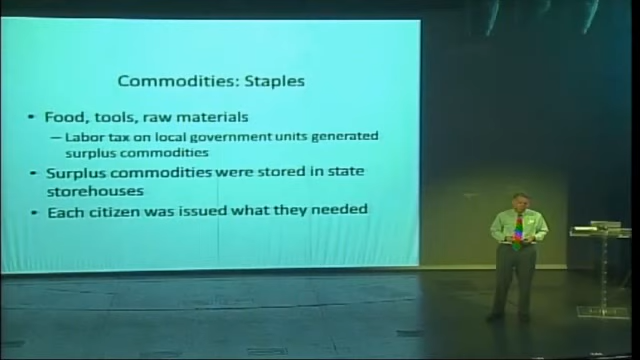 Commodities: Staples
• Food, tools, raw materials
– Labor tax on local government units generated
surplus commodities
• Surplus commodities were stored in state
storehouses
• Each citizen was issued what they needed